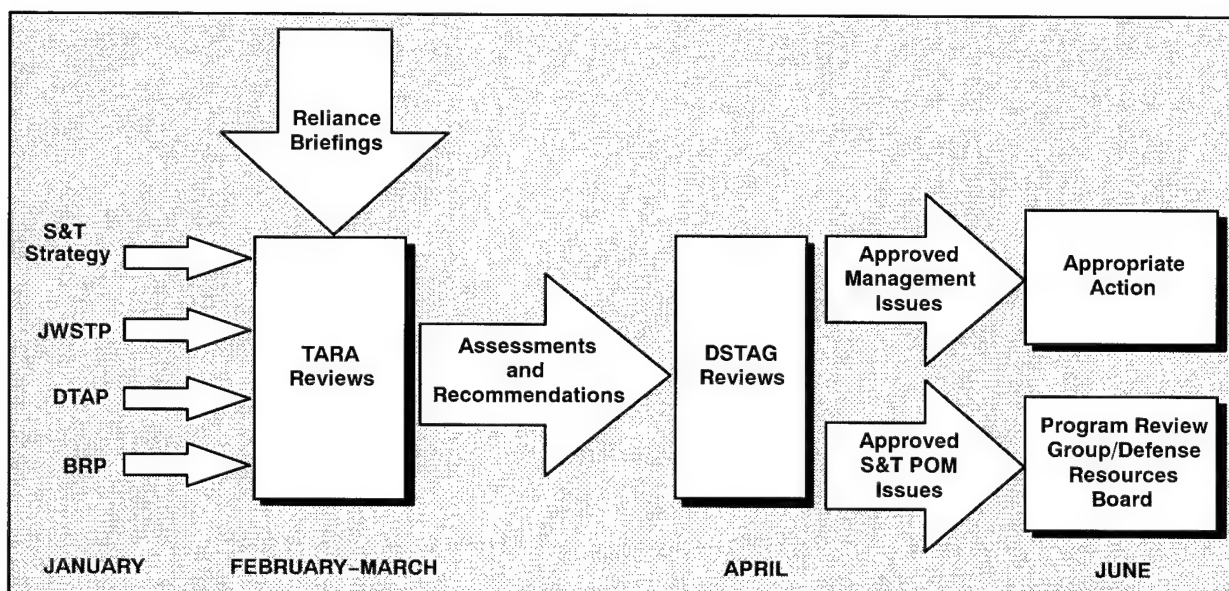 Reliance
Briefings
S&T
Strategy
JWSTP
DTAP
BRP
TARA
Reviews
Assessments
and
Recommendations
DSTAG
Reviews
Approved
Management
Issues
Appropriate
Action
Approved
S&T POM
Issues
Program Review
Group/Defense
Resources
Board
JANUARY
FEBRUARY–MARCH
APRIL
JUNE